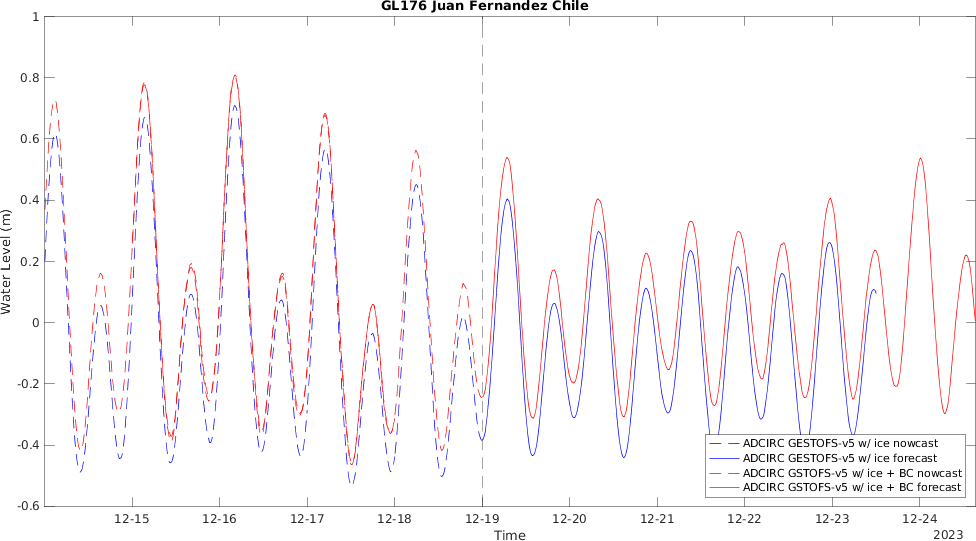 GL176 Juan Fernandez Chile
1
0.8
0.6
0.4
0.2
0
-0.2
-0.4
-0.6
Water Level (m)
12-15
12-16
12-17
12-18
12-19
12-20
12-21
12-22
12-23
12-24
Time
2023
ADCIRC GESTOFS-v5 w/ ice nowcast
ADCIRC GESTOFS-v5 w/ ice forecast
ADCIRC GSTOFS-v5 w/ ice + BC nowcast
ADCIRC GSTOFS-v5 w/ ice + BC forecast